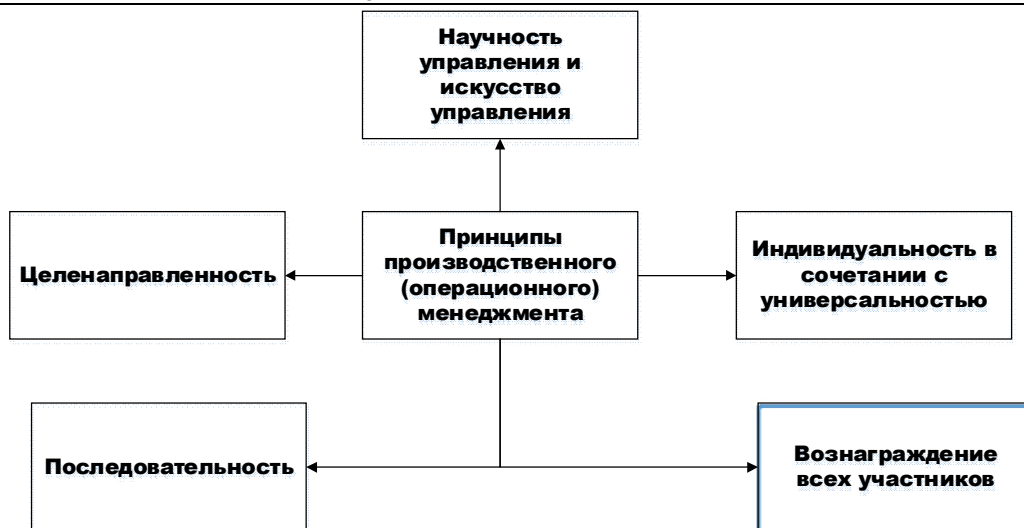 Научность
управления и
искусство
управления
Целенаправленность
Принципы
производственного
(операционного)
менеджмента
Индивидуальность в
сочетании с
универсальностью
Последовательность
Вознаграждение
всех участников